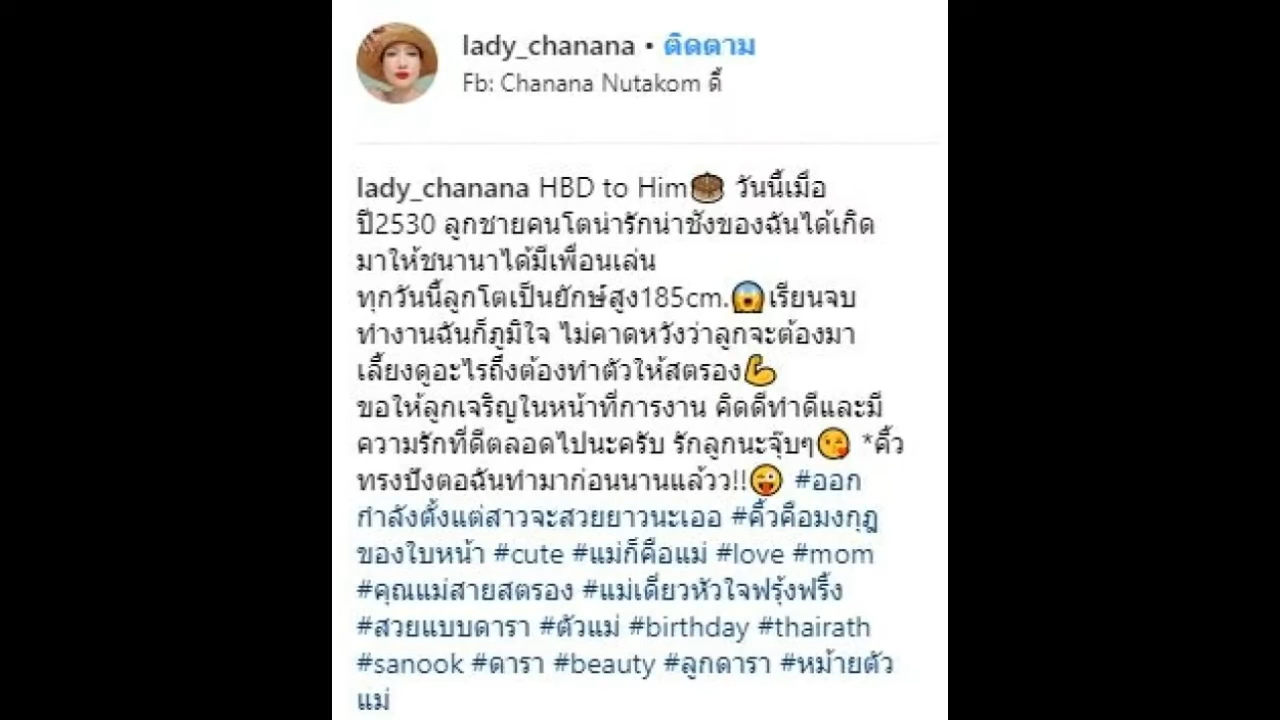 lady_chanana • ติดตาม
Fb: Chanana Nutakom ดี้
lady_chanana HBD to Him🎂 วันนี้เมื่อ
ปี2530 ลูกชายคนโตน่ารักน่าชังของฉันได้เกิด
มาให้ชนานาได้มีเพื่อนเล่น
ทุกวันนี้ลูกโตเป็นยักษ์สูง185cm.😱เรียนจบ
ทำงานฉันก็ภูมิใจ ไม่คาดหวังว่าลูกจะต้องมา
เลี้ยงดูอะไรถึงต้องทำตัวให้สตรอง💪
ขอให้ลูกเจริญในหน้าที่การงาน คิดดีทำดีและมี
ความรักที่ดีตลอดไปนะครับ รักลูกนะจุ๊บๆ😘 *คิ้ว
ทรงปังตอฉันทำมาก่อนนานแล้วว!!😜 #ออก
กำลังตั้งแต่สาวจะสวยยาวนะเออ #คิ้วคือมงกุฎ
ของใบหน้า #cute #แม่ก็คือแม่ #love #mom
#คุณแม่สายสตรอง #แม่เดี่ยวหัวใจฟรุ้งฟริ้ง
#สวยแบบดารา #ตัวแม่ #birthday #thairath
#sanook #ดารา #beauty #ลูกดารา #หม้ายตัว
แม่